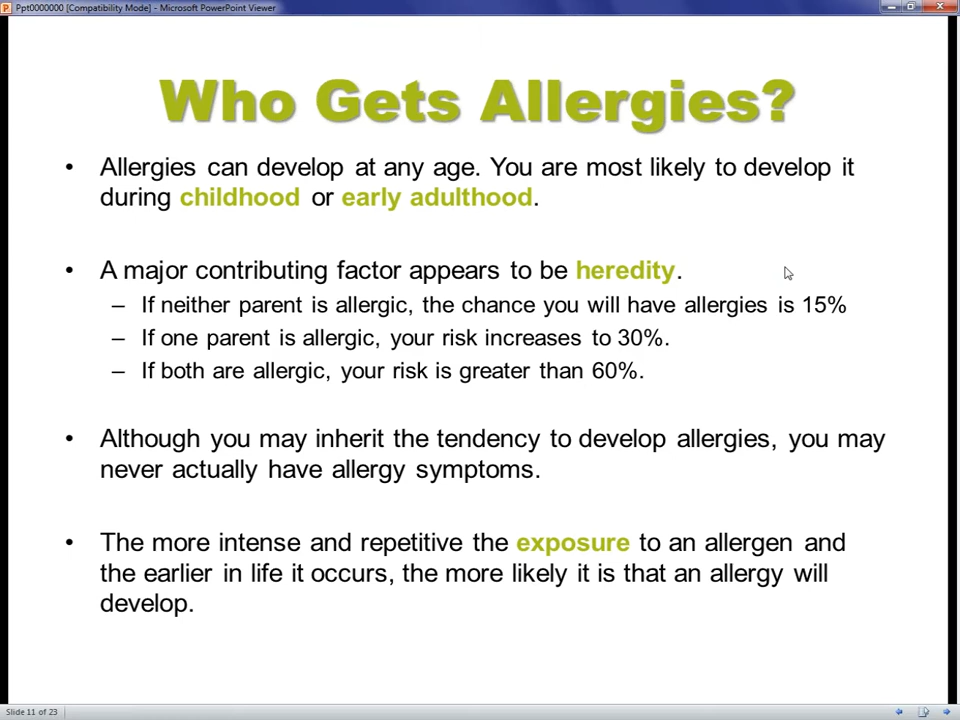 Ppt0000000 [Compatibility Mode] - Microsoft PowerPoint Viewer
Who Gets Allergies?
• Allergies can develop at any age. You are most likely to develop it
during childhood or early adulthood.
• A major contributing factor appears to be heredity.
– If neither parent is allergic, the chance you will have allergies is 15%
– If one parent is allergic, your risk increases to 30%.
– If both are allergic, your risk is greater than 60%.
• Although you may inherit the tendency to develop allergies, you may
never actually have allergy symptoms.
• The more intense and repetitive the exposure to an allergen and
the earlier in life it occurs, the more likely it is that an allergy will
develop.
Slide 11 of 23